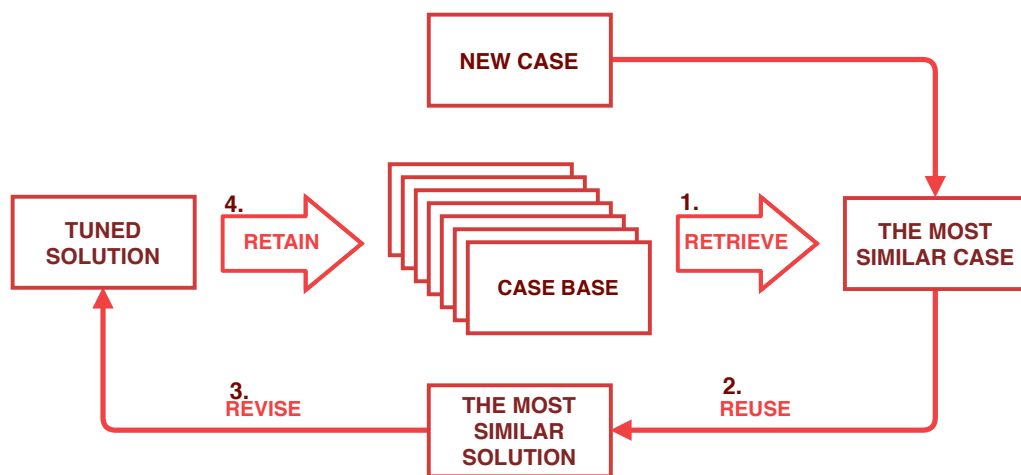 NEW CASE
4.
RETAIN
1.
RETRIEVE
TUNED
SOLUTION
THE MOST
SIMILAR CASE
CASE BASE
3.
REVISE
2.
REUSE
THE MOST
SIMILAR
SOLUTION